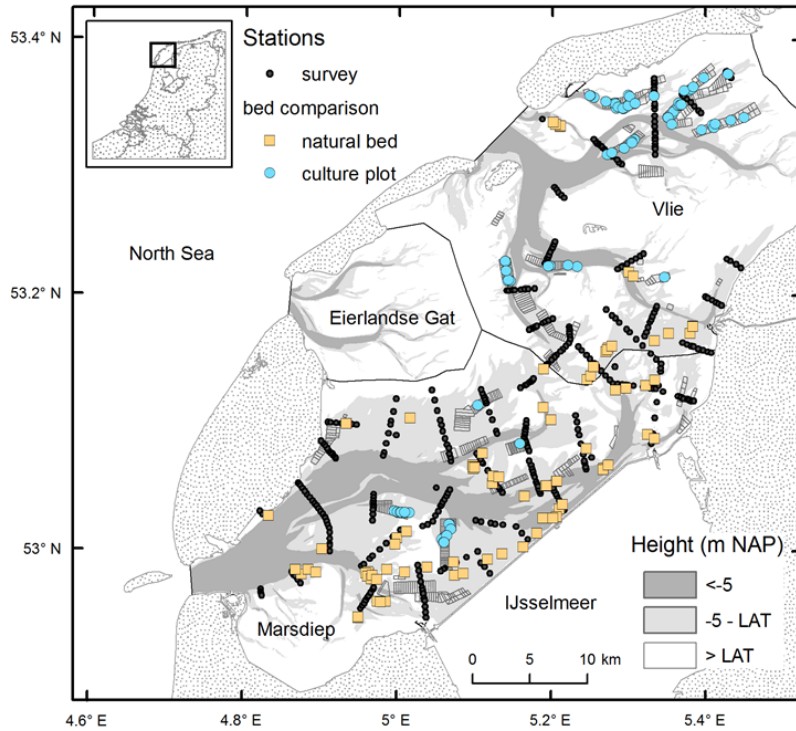 53.4° N
Stations
survey
bed comparison
natural bed
culture plot
Vlie
North Sea
53.2° N
Eierlandse Gat
53° N
Height (m NAP)
<-5
IJsselmeer
-5 - LAT
Marsdiep
0 5 10 km
> LAT
4.6° E 4.8° E 5° E 5.2° E 5.4° E